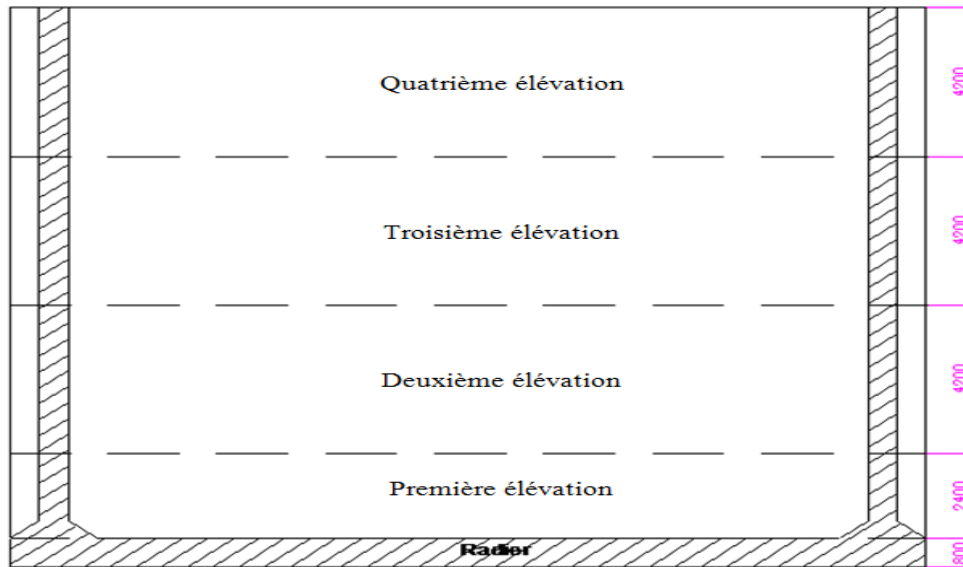 Quatrième élévation
4200
Troisième élévation
4200
Deuxième élévation
4200
Première élévation
2400
Radier
800